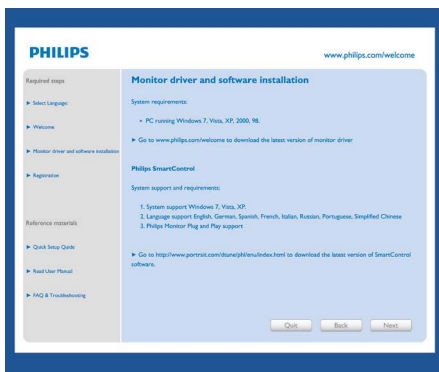 PHILIPS
www.philips.com/welcome
Required steps
Select Language:
Welcome
Monitor driver and software installation
Registration
Reference materials
Quick Setup Quide
Read User Manual
FAQ & Troubleshooting
Monitor driver and software installation
System requirements:
• PC running Windows 7, Vista, XP, 2000, 98.
Go to www.philips.com/welcome to download the latest version of monitor driver
Philips SmartControl
System support and requirements:
1. System support Windows 7, Vista, XP.
2. Language support English, German, Spanish, French, Italian, Russian, Portuguese, Simplified Chinese
3. Philips Monitor Plug and Play support
Go to http://www.portrait.com/dtune/phl/enu/index.html to download the latest version of SmartControl
software.
Quit
Back
Next